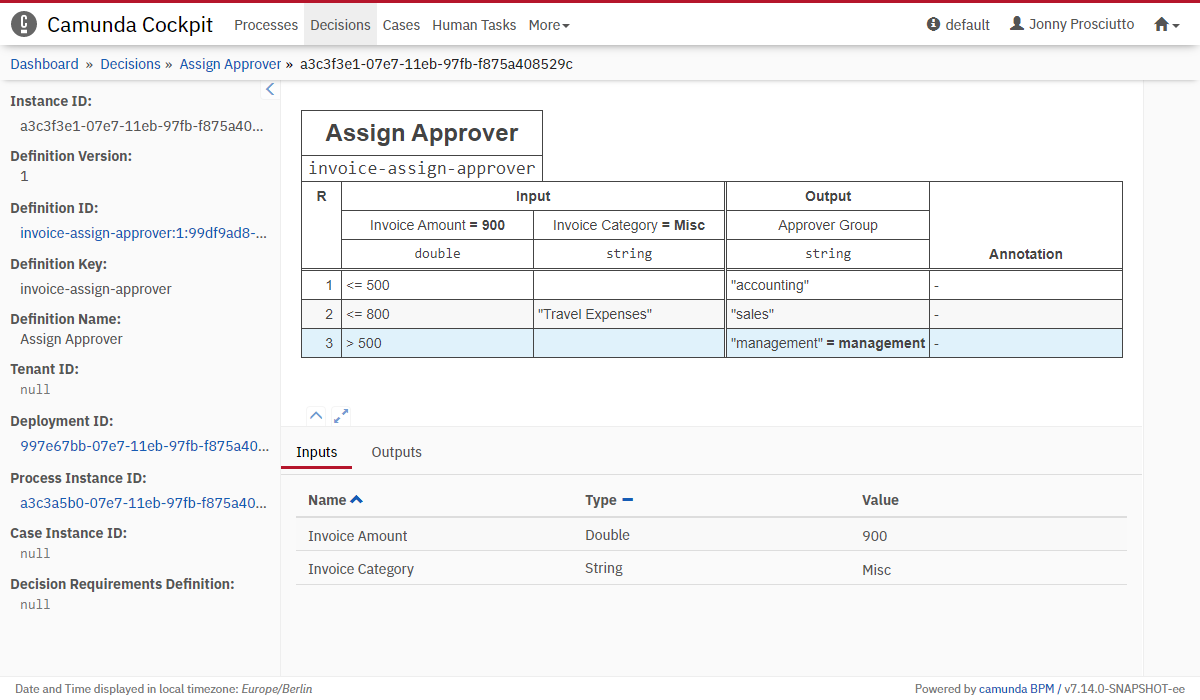 Camunda Cockpit Processes Decisions Cases Human Tasks More default Jonny Prosciutto
Dashboard » Decisions » Assign Approver » a3c3f3e1-07e7-11eb-97fb-f875a408529c
Instance ID:
a3c3f3e1-07e7-11eb-97fb-f875a40...
Definition Version:
1
Definition ID:
invoice-assign-approver:1:99df9ad8-...
Definition Key:
invoice-assign-approver
Definition Name:
Assign Approver
Tenant ID:
null
Deployment ID:
997e67bb-07e7-11eb-97fb-f875a40...
Process Instance ID:
a3c3a5b0-07e7-11eb-97fb-f875a40...
Case Instance ID:
null
Decision Requirements Definition:
null
Assign Approver
invoice-assign-approver
R Input Output
Invoice Amount = 900 Invoice Category = Misc Approver Group
double string string Annotation
1 <= 500 "accounting" -
2 <= 800 "Travel Expenses" "sales" -
3 > 500 "management" = management -
Inputs Outputs
Name Type Value
Invoice Amount Double 900
Invoice Category String Misc
Date and Time displayed in local timezone: Europe/Berlin Powered by camunda BPM / v7.14.0-SNAPSHOT-ee